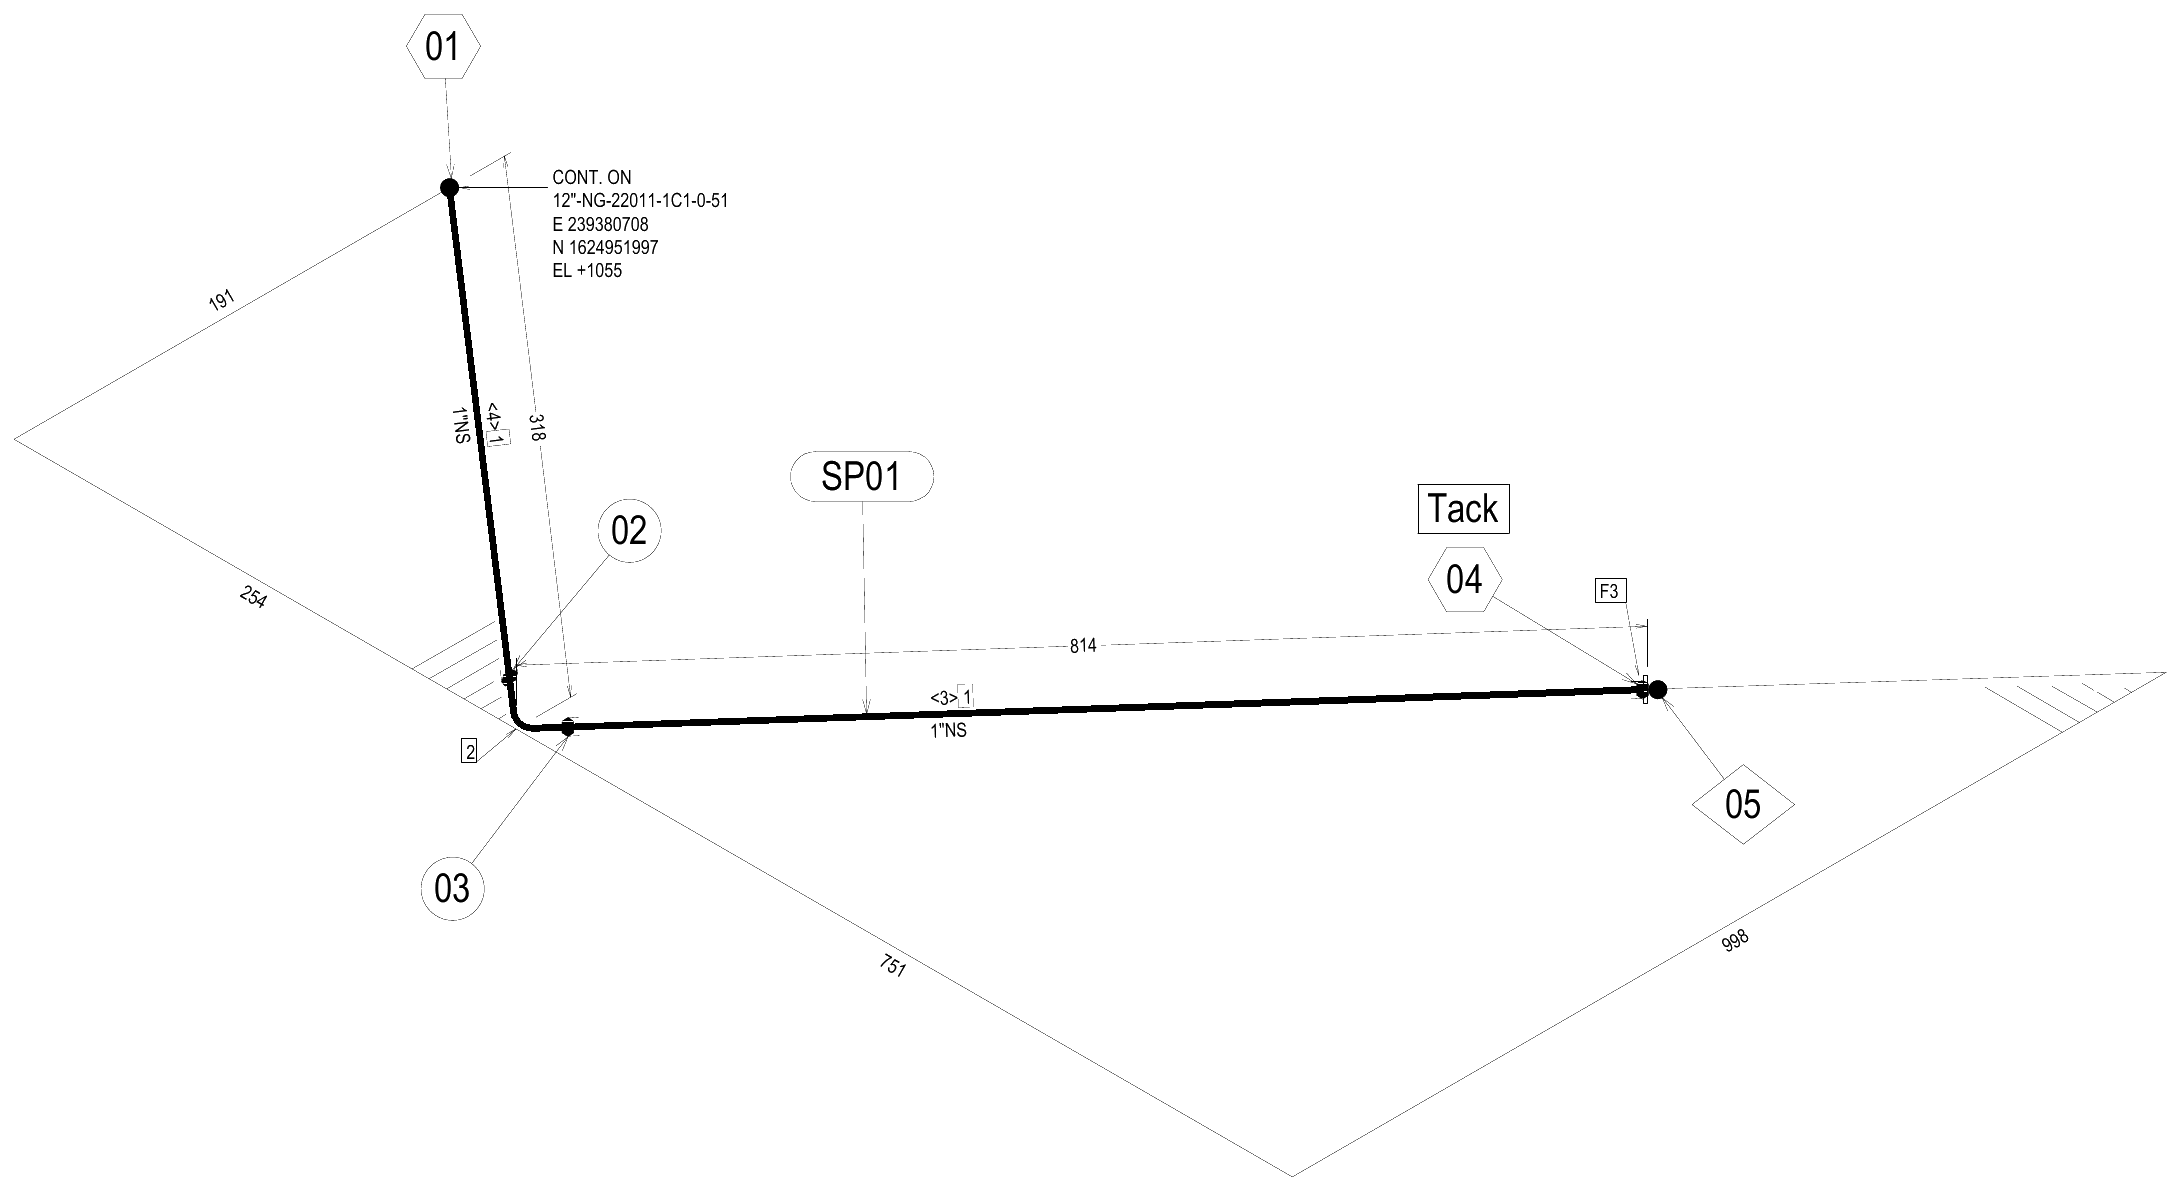 01
CONT. ON
12"-NG-22011-1C1-0-51
E 239380708
N 1624951997
EL +1055
191
<4> 1
1"NS
318
SP01
Tack
02
04
F3
254
814
<3> 1
1"NS
2
05
03
751
998